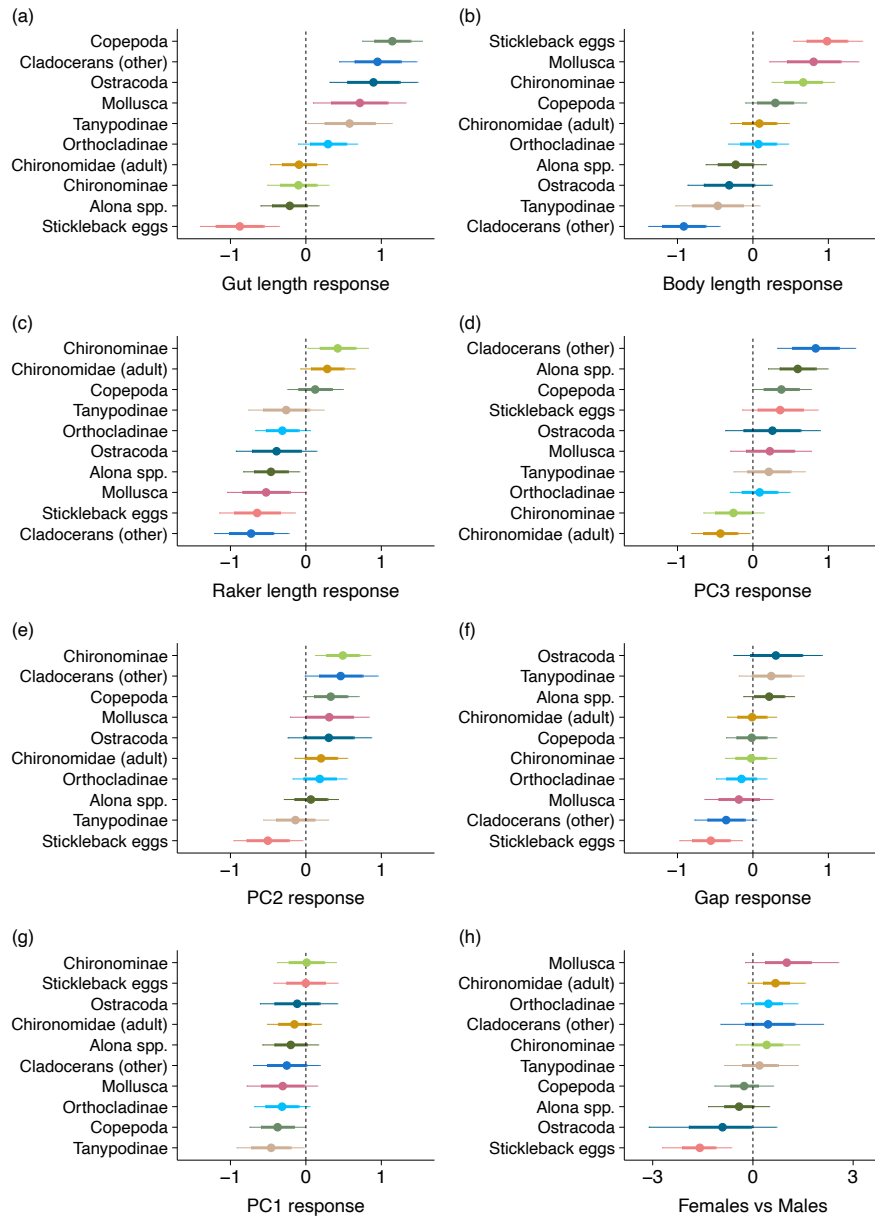 (a)
Copepoda
Cladocerans (other)
Ostracoda
Mollusca
Tanypodinae
Orthocladinae
Chironomidae (adult)
Chironominae
Alona spp.
Stickleback eggs
−1 0 1
Gut length response
(b)
Stickleback eggs
Mollusca
Chironominae
Copepoda
Chironomidae (adult)
Orthocladinae
Alona spp.
Ostracoda
Tanypodinae
Cladocerans (other)
−1 0 1
Body length response
(c)
Chironominae
Chironomidae (adult)
Copepoda
Tanypodinae
Orthocladinae
Ostracoda
Alona spp.
Mollusca
Stickleback eggs
Cladocerans (other)
−1 0 1
Raker length response
(d)
Cladocerans (other)
Alona spp.
Copepoda
Stickleback eggs
Ostracoda
Mollusca
Tanypodinae
Orthocladinae
Chironominae
Chironomidae (adult)
−1 0 1
PC3 response
(e)
Chironominae
Cladocerans (other)
Copepoda
Mollusca
Ostracoda
Chironomidae (adult)
Orthocladinae
Alona spp.
Tanypodinae
Stickleback eggs
−1 0 1
PC2 response
(f)
Ostracoda
Tanypodinae
Alona spp.
Chironomidae (adult)
Copepoda
Chironominae
Orthocladinae
Mollusca
Cladocerans (other)
Stickleback eggs
−1 0 1
Gap response
(g)
Chironominae
Stickleback eggs
Ostracoda
Chironomidae (adult)
Alona spp.
Cladocerans (other)
Mollusca
Orthocladinae
Copepoda
Tanypodinae
−1 0 1
PC1 response
(h)
Mollusca
Chironomidae (adult)
Orthocladinae
Cladocerans (other)
Chironominae
Tanypodinae
Copepoda
Alona spp.
Ostracoda
Stickleback eggs
−3 0 3
Females vs Males